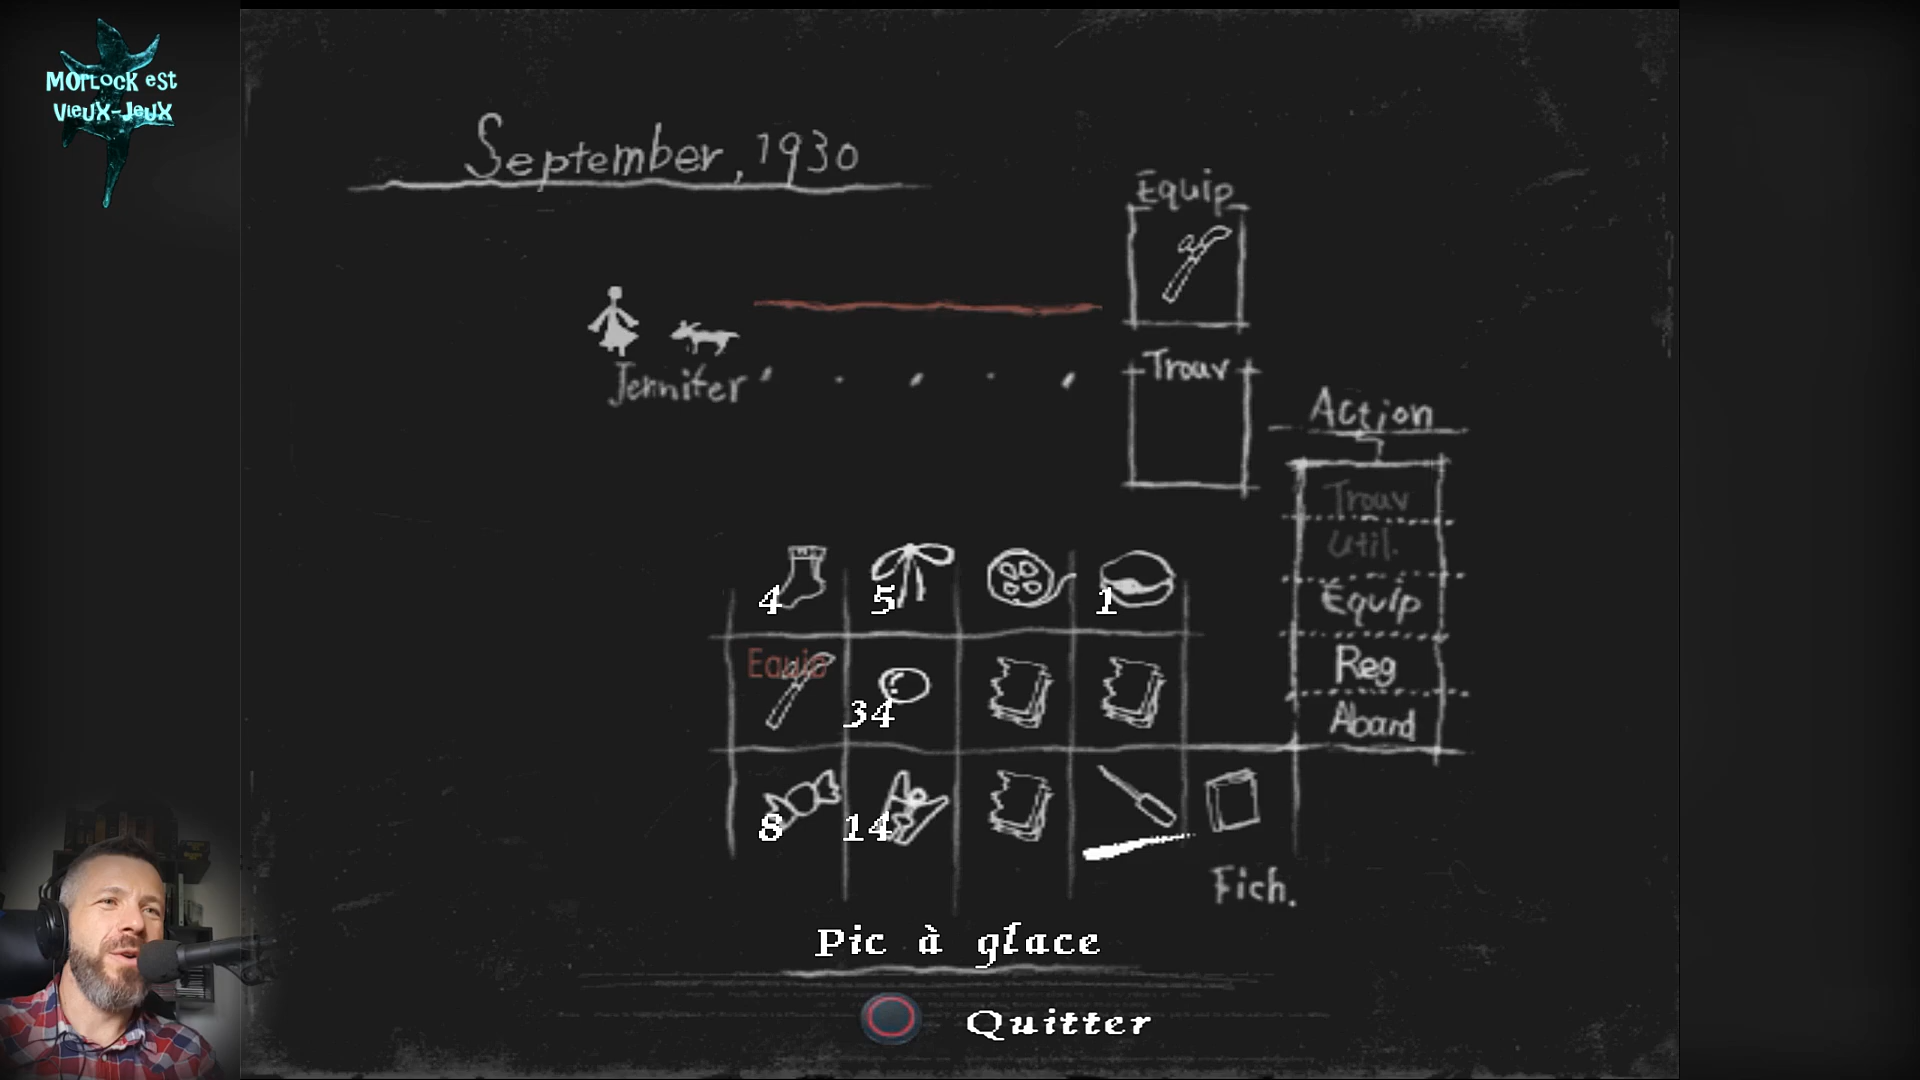 MOrLocK est
VieUX-JeUX
September, 1930
Equip
Jennifer
Trouv
Action
Trouv
Util.
Equip
Reg
Aband
4
5
1
Equip
34
8
14
Fich.
Pic à glace
Quitter